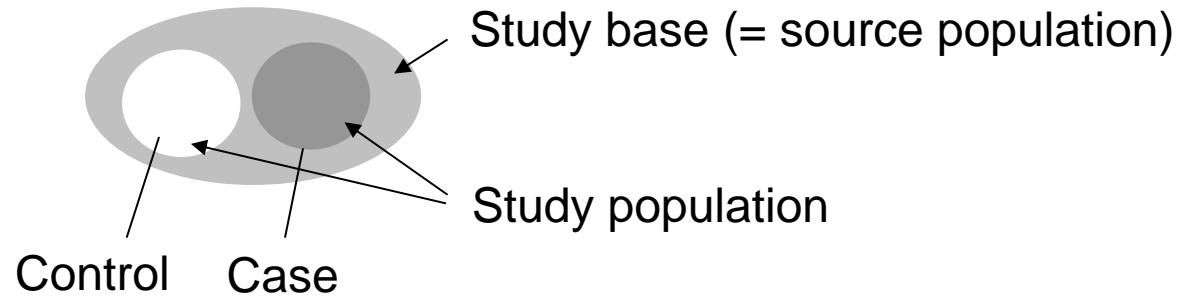 Study base (= source population)
Study population
Control
Case